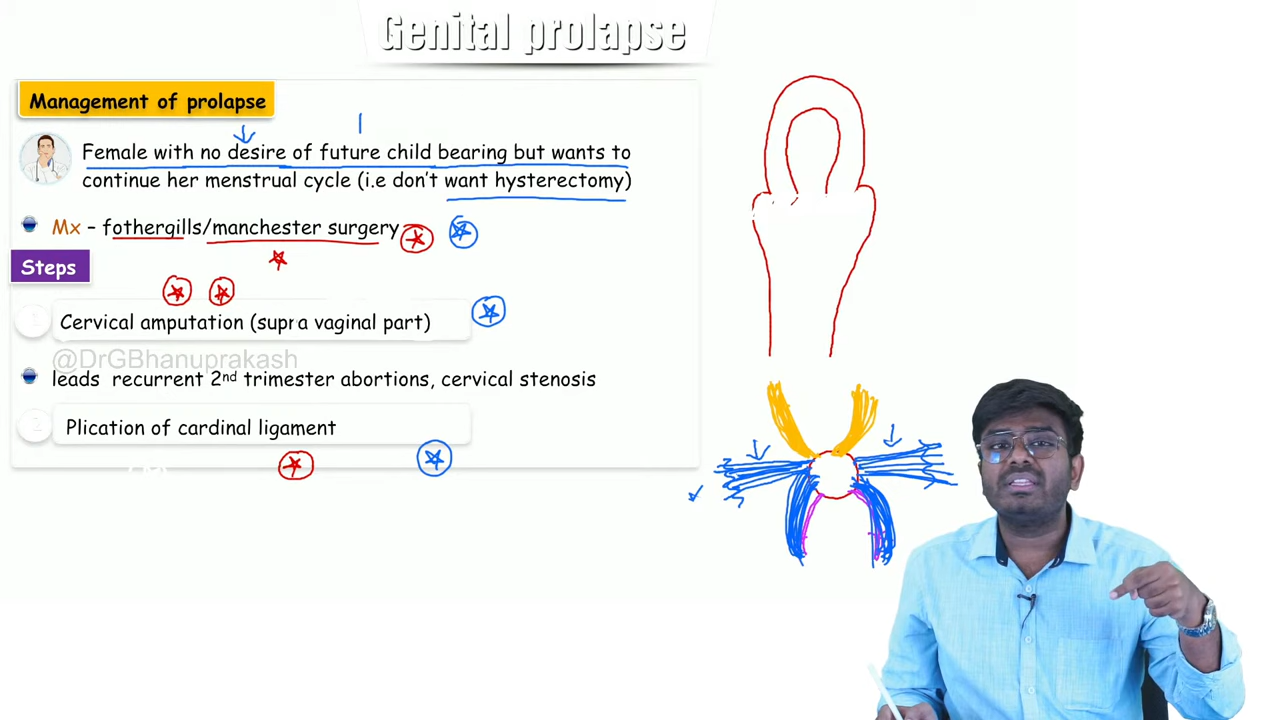 Genital prolapse
Management of prolapse
Female with no desire of future child bearing but wants to
continue her menstrual cycle (i.e don't want hysterectomy)
Mx – fothergills/manchester surgery
Steps
1 Cervical amputation (supra vaginal part)
@DrGBhanuprakash
leads recurrent 2nd trimester abortions, cervical stenosis
2 Plication of cardinal ligament